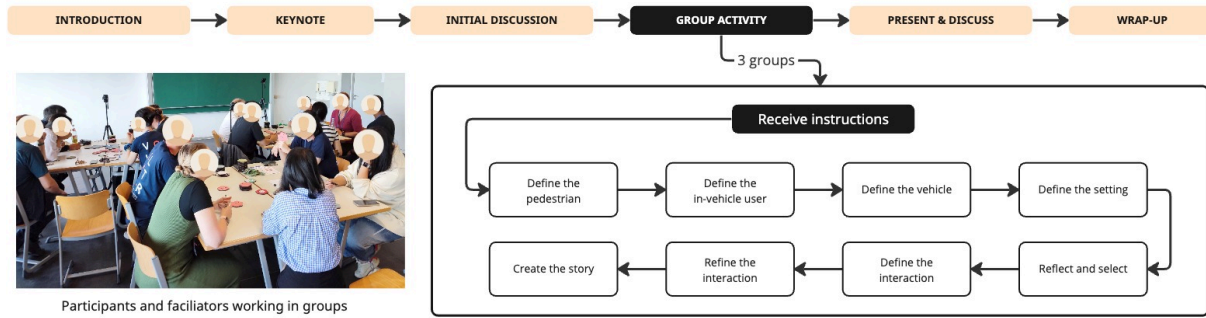 INTRODUCTION
KEYNOTE
INITIAL DISCUSSION
GROUP ACTIVITY
PRESENT & DISCUSS
WRAP-UP
3 groups
Receive instructions
Define the
pedestrian
Define the
in-vehicle user
Define the vehicle
Define the setting
Create the story
Refine the
interaction
Define the
interaction
Reflect and select
Participants and faciliators working in groups